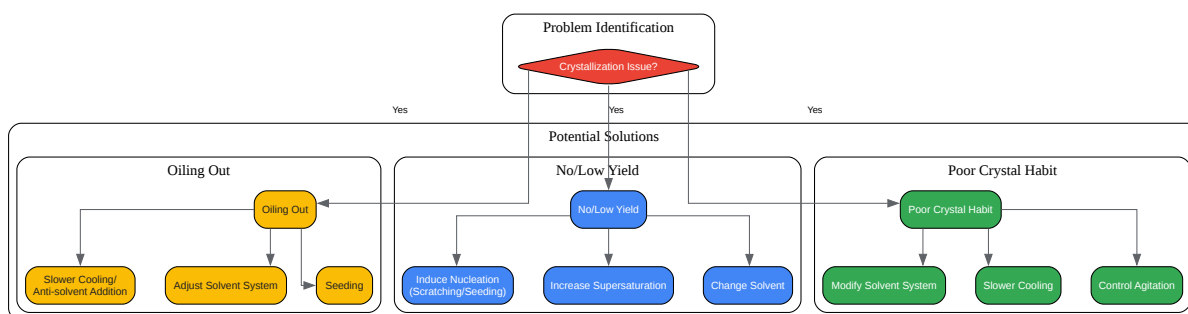 Problem Identification
Crystallization Issue?
Yes
Yes
Yes
Potential Solutions
Oiling Out
No/Low Yield
Poor Crystal Habit
Oiling Out
No/Low Yield
Poor Crystal Habit
Slower Cooling/
Anti-solvent Addition
Adjust Solvent System
Seeding
Induce Nucleation
(Scratching/Seeding)
Increase Supersaturation
Change Solvent
Modify Solvent System
Slower Cooling
Control Agitation